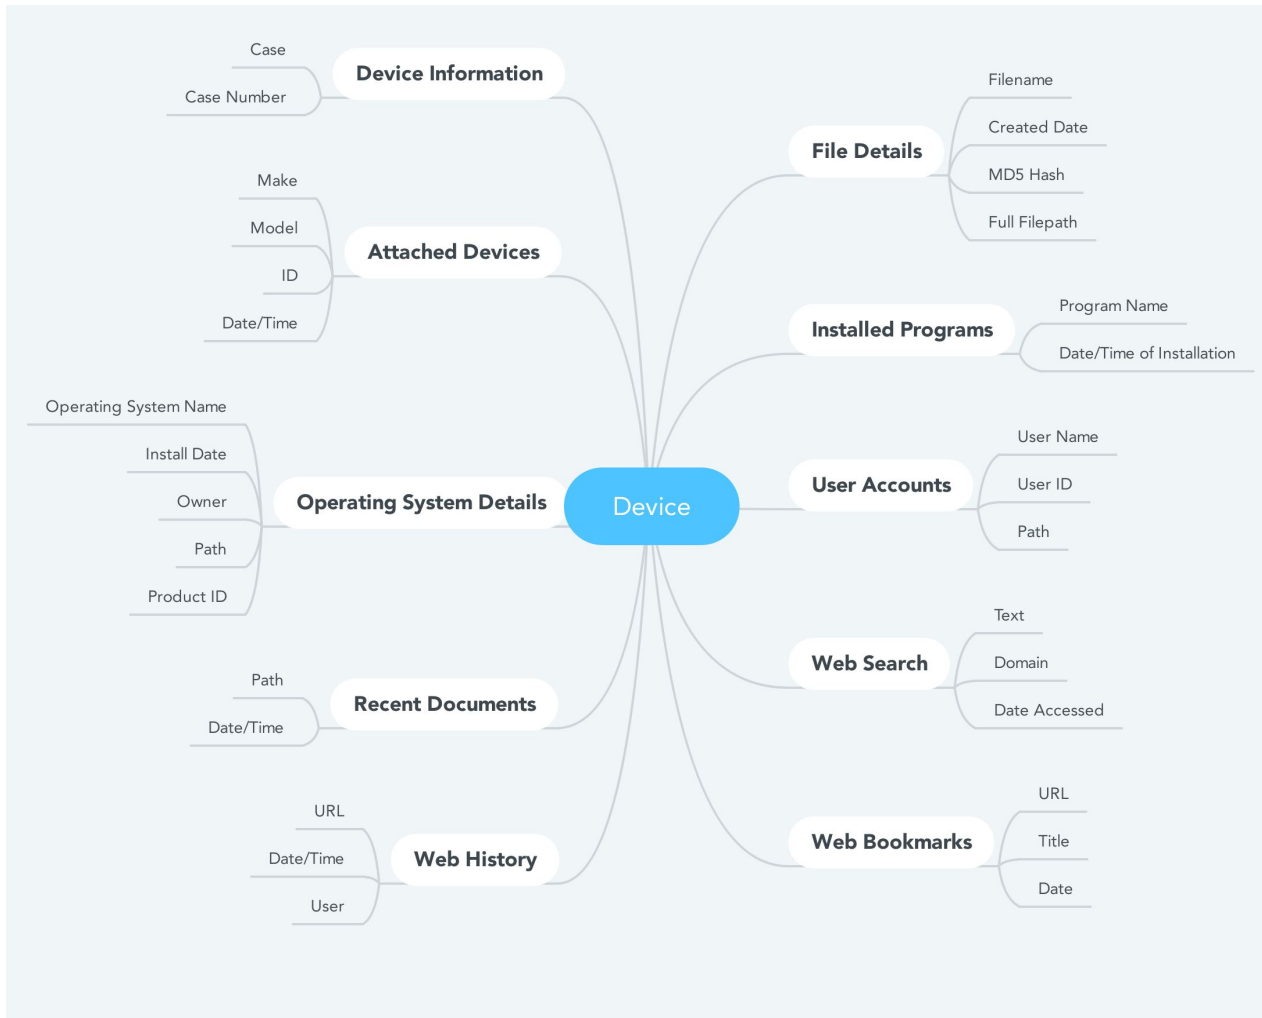 Device
Device Information
Case
Case Number
Attached Devices
Make
Model
ID
Date/Time
Operating System Details
Operating System Name
Install Date
Owner
Path
Product ID
Recent Documents
Path
Date/Time
Web History
URL
Date/Time
User
File Details
Filename
Created Date
MD5 Hash
Full Filepath
Installed Programs
Program Name
Date/Time of Installation
User Accounts
User Name
User ID
Path
Web Search
Text
Domain
Date Accessed
Web Bookmarks
URL
Title
Date